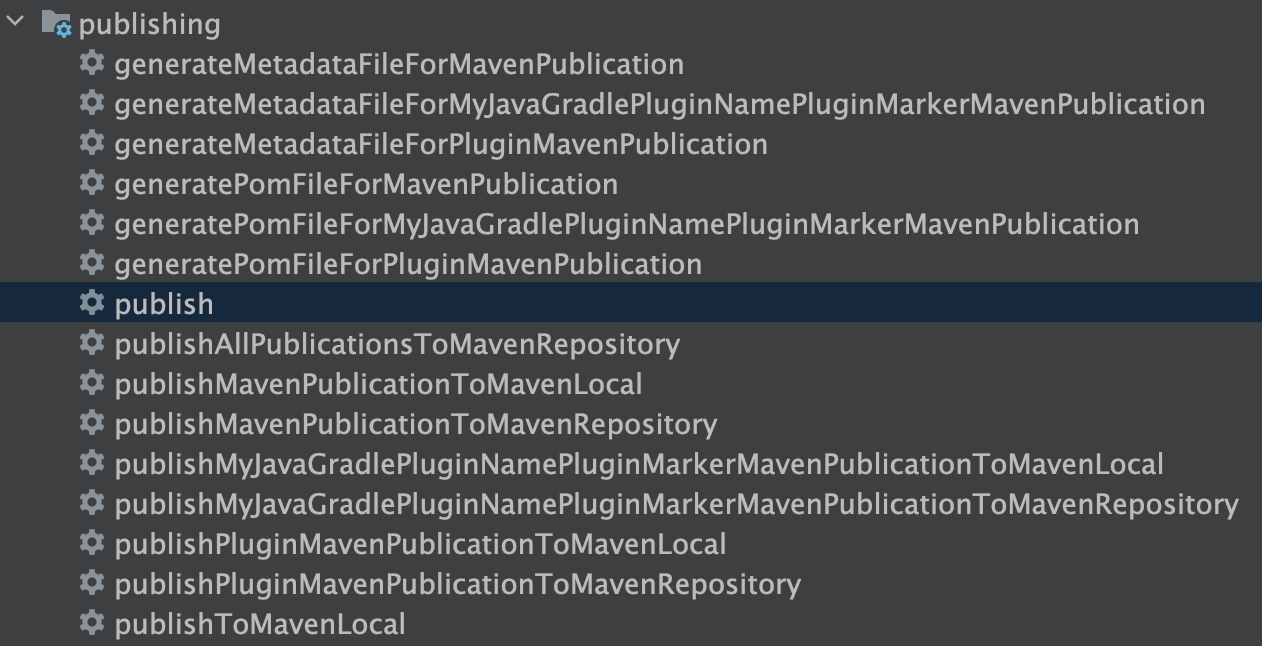 publishing
generateMetadataFileForMavenPublication
generateMetadataFileForMyJavaGradlePluginNamePluginMarkerMavenPublication
generateMetadataFileForPluginMavenPublication
generatePomFileForMavenPublication
generatePomFileForMyJavaGradlePluginNamePluginMarkerMavenPublication
generatePomFileForPluginMavenPublication
publish
publishAllPublicationsToMavenRepository
publishMavenPublicationToMavenLocal
publishMavenPublicationToMavenRepository
publishMyJavaGradlePluginNamePluginMarkerMavenPublicationToMavenLocal
publishMyJavaGradlePluginNamePluginMarkerMavenPublicationToMavenRepository
publishPluginMavenPublicationToMavenLocal
publishPluginMavenPublicationToMavenRepository
publishToMavenLocal